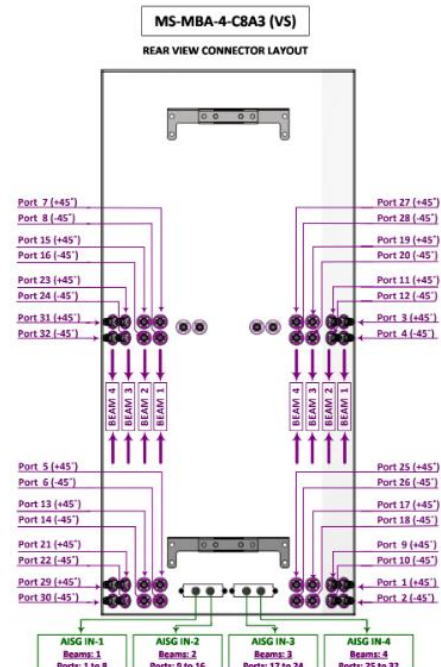 MS-MBA-4-C8A3 (VS)
REAR VIEW CONNECTOR LAYOUT
Port 7 (+45˚)
Port 8 (-45˚)
Port 15 (+45˚)
Port 16 (-45˚)
Port 23 (+45˚)
Port 24 (-45˚)
Port 31 (+45˚)
Port 32 (-45˚)
Port 27 (+45˚)
Port 28 (-45˚)
Port 19 (+45˚)
Port 20 (-45˚)
Port 11 (+45˚)
Port 12 (-45˚)
Port 3 (+45˚)
Port 4 (-45˚)
BEAM 4
BEAM 3
BEAM 2
BEAM 1
BEAM 4
BEAM 3
BEAM 2
BEAM 1
Port 5 (+45˚)
Port 6 (-45˚)
Port 13 (+45˚)
Port 14 (-45˚)
Port 21 (+45˚)
Port 22 (-45˚)
Port 29 (+45˚)
Port 30 (-45˚)
Port 25 (+45˚)
Port 26 (-45˚)
Port 17 (+45˚)
Port 18 (-45˚)
Port 9 (+45˚)
Port 10 (-45˚)
Port 1 (+45˚)
Port 2 (-45˚)
AISG IN-1
Beams: 1
Ports: 1 to 8
AISG IN-2
Beams: 2
Ports: 9 to 16
AISG IN-3
Beams: 3
Ports: 17 to 24
AISG IN-4
Beams: 4
Ports: 25 to 32